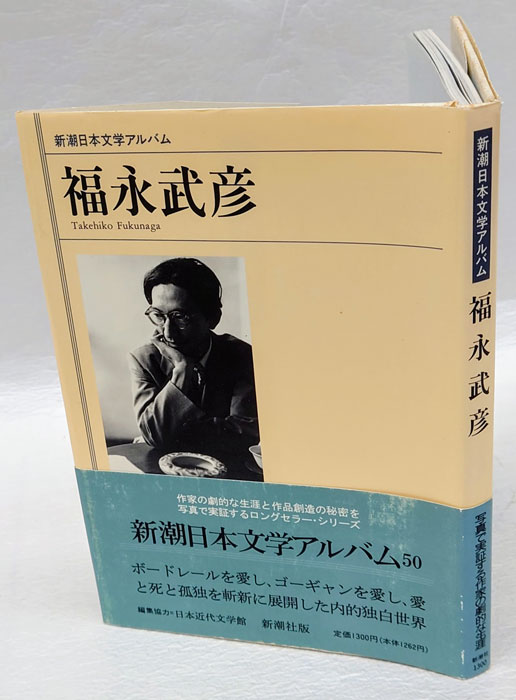 新潮日本文学アルバム
福永武彦
Takehiko Fukunaga
作家の劇的な生涯と作品創造の秘密を
写真で実証するロングセラー・シリーズ
新潮日本文学アルバム50
ボードレールを愛し、ゴーギャンを愛し、愛
と死と孤独を斬新に展開した内的独白世界
編集協力=日本近代文学館 新潮社版 定価1300円(本体1262円)
新潮日本文学アルバム
福永武彦
写真で実証する作家の劇的な生涯
新潮社
1300